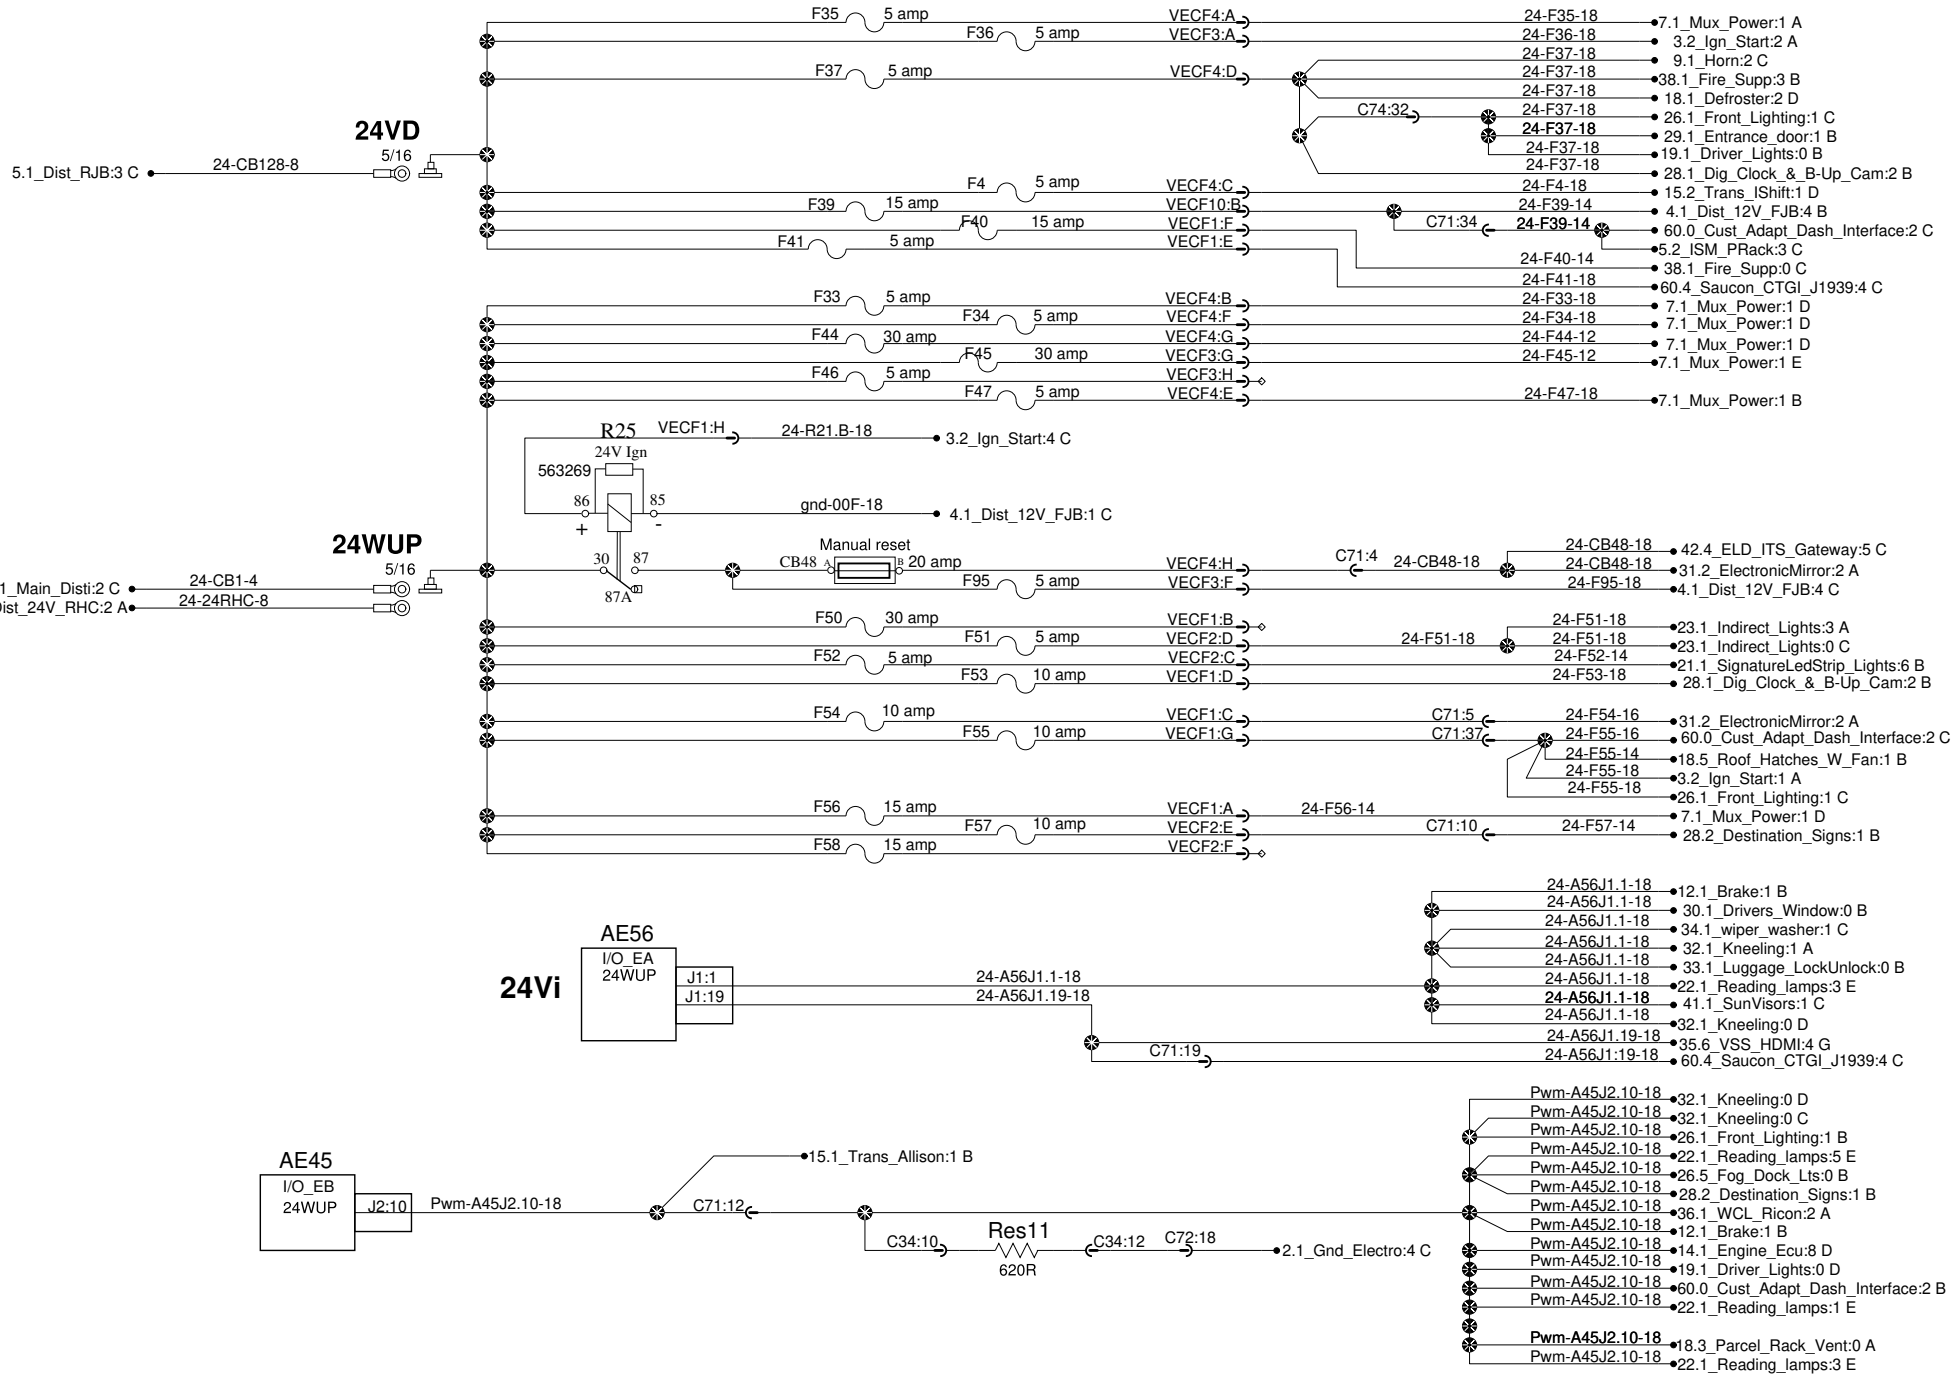 F35 5 amp VECF4:A 24-F35-18 7.1_Mux_Power:1 A
F36 5 amp VECF3:A 24-F36-18 3.2_Ign_Start:2 A
24-F37-18 9.1_Horn:2 C
F37 5 amp VECF4:D 24-F37-18 38.1_Fire_Supp:3 B
24-F37-18 18.1_Defroster:2 D
C74:32 24-F37-18 26.1_Front_Lighting:1 C
24VD 24-F37-18 29.1_Entrance_door:1 B
5/16 24-F37-18 19.1_Driver_Lights:0 B
5.1_Dist_RJB:3 C 24-CB128-8 24-F37-18 28.1_Dig_Clock_&_B-Up_Cam:2 B
F4 5 amp VECF4:C 24-F4-18 15.2_Trans_IShift:1 D
F39 15 amp VECF10:B 24-F39-14 4.1_Dist_12V_FJB:4 B
F40 15 amp VECF1:F C71:34 24-F39-14 60.0_Cust_Adapt_Dash_Interface:2 C
F41 5 amp VECF1:E 5.2_ISM_PRack:3 C
24-F40-14 38.1_Fire_Supp:0 C
24-F41-18 60.4_Saucon_CTGI_J1939:4 C
F33 5 amp VECF4:B 24-F33-18 7.1_Mux_Power:1 D
F34 5 amp VECF4:F 24-F34-18 7.1_Mux_Power:1 D
F44 30 amp VECF4:G 24-F44-12 7.1_Mux_Power:1 D
F45 30 amp VECF3:G 24-F45-12 7.1_Mux_Power:1 E
F46 5 amp VECF3:H
F47 5 amp VECF4:E 24-F47-18 7.1_Mux_Power:1 B
R25 VECF1:H 24-R21.B-18 3.2_Ign_Start:4 C
24V Ign
563269
86 85 gnd-00F-18 4.1_Dist_12V_FJB:1 C
+ -
24WUP Manual reset 24-CB48-18 42.4_ELD_ITS_Gateway:5 C
5/16 30 87 CB48 A B 20 amp VECF4:H C71:4 24-CB48-18 24-CB48-18 31.2_ElectronicMirror:2 A
1_Main_Disti:2 C 24-CB1-4 87A F95 5 amp VECF3:F 24-F95-18 4.1_Dist_12V_FJB:4 C
ist_24V_RHC:2 A 24-24RHC-8
F50 30 amp VECF1:B 24-F51-18 23.1_Indirect_Lights:3 A
F51 5 amp VECF2:D 24-F51-18 24-F51-18 23.1_Indirect_Lights:0 C
F52 5 amp VECF2:C 24-F52-14 21.1_SignatureLedStrip_Lights:6 B
F53 10 amp VECF1:D 24-F53-18 28.1_Dig_Clock_&_B-Up_Cam:2 B
F54 10 amp VECF1:C C71:5 24-F54-16 31.2_ElectronicMirror:2 A
F55 10 amp VECF1:G C71:37 24-F55-16 60.0_Cust_Adapt_Dash_Interface:2 C
24-F55-14 18.5_Roof_Hatches_W_Fan:1 B
24-F55-18 3.2_Ign_Start:1 A
24-F55-18 26.1_Front_Lighting:1 C
F56 15 amp VECF1:A 24-F56-14 7.1_Mux_Power:1 D
F57 10 amp VECF2:E C71:10 24-F57-14 28.2_Destination_Signs:1 B
F58 15 amp VECF2:F
24-A56J1.1-18 12.1_Brake:1 B
24-A56J1.1-18 30.1_Drivers_Window:0 B
AE56 24-A56J1.1-18 34.1_wiper_washer:1 C
I/O_EA 24-A56J1.1-18 32.1_Kneeling:1 A
24WUP 24-A56J1.1-18 33.1_Luggage_LockUnlock:0 B
24Vi J1:1 24-A56J1.1-18 24-A56J1.1-18 22.1_Reading_lamps:3 E
J1:19 24-A56J1.19-18 24-A56J1.1-18 41.1_SunVisors:1 C
24-A56J1.1-18 32.1_Kneeling:0 D
24-A56J1.19-18 35.6_VSS_HDMI:4 G
C71:19 24-A56J1:19-18 60.4_Saucon_CTGI_J1939:4 C
Pwm-A45J2.10-18 32.1_Kneeling:0 D
Pwm-A45J2.10-18 32.1_Kneeling:0 C
Pwm-A45J2.10-18 26.1_Front_Lighting:1 B
AE45 15.1_Trans_Allison:1 B Pwm-A45J2.10-18 22.1_Reading_lamps:5 E
I/O_EB Pwm-A45J2.10-18 26.5_Fog_Dock_Lts:0 B
24WUP Pwm-A45J2.10-18 28.2_Destination_Signs:1 B
J2:10 Pwm-A45J2.10-18 C71:12 Pwm-A45J2.10-18 36.1_WCL_Ricon:2 A
Res11 Pwm-A45J2.10-18 12.1_Brake:1 B
C34:10 C34:12 C72:18 2.1_Gnd_Electro:4 C Pwm-A45J2.10-18 14.1_Engine_Ecu:8 D
620R Pwm-A45J2.10-18 19.1_Driver_Lights:0 D
Pwm-A45J2.10-18 60.0_Cust_Adapt_Dash_Interface:2 B
Pwm-A45J2.10-18 22.1_Reading_lamps:1 E
Pwm-A45J2.10-18 18.3_Parcel_Rack_Vent:0 A
Pwm-A45J2.10-18 22.1_Reading_lamps:3 E